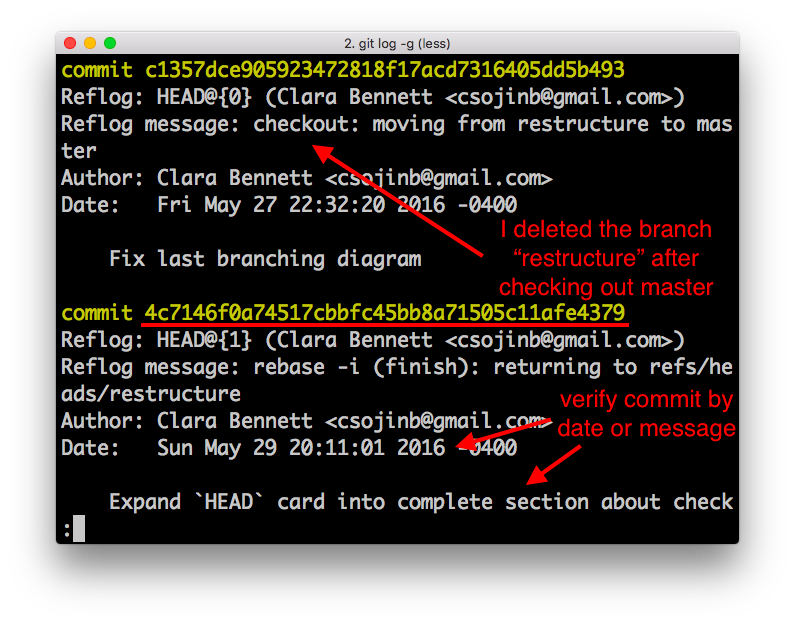 2. git log -g (less)
commit c1357dce905923472818f17acd7316405dd5b493
Reflog: HEAD@{0} (Clara Bennett <csojinb@gmail.com>)
Reflog message: checkout: moving from restructure to mas
ter
Author: Clara Bennett <csojinb@gmail.com>
Date:   Fri May 27 22:32:20 2016 -0400
I deleted the branch
“restructure” after
checking out master
Fix last branching diagram
commit 4c7146f0a74517cbbfc45bb8a71505c11afe4379
Reflog: HEAD@{1} (Clara Bennett <csojinb@gmail.com>)
Reflog message: rebase -i (finish): returning to refs/he
ads/restructure
Author: Clara Bennett <csojinb@gmail.com>
Date:   Sun May 29 20:11:01 2016 -0400
verify commit by
date or message
Expand `HEAD` card into complete section about check
: